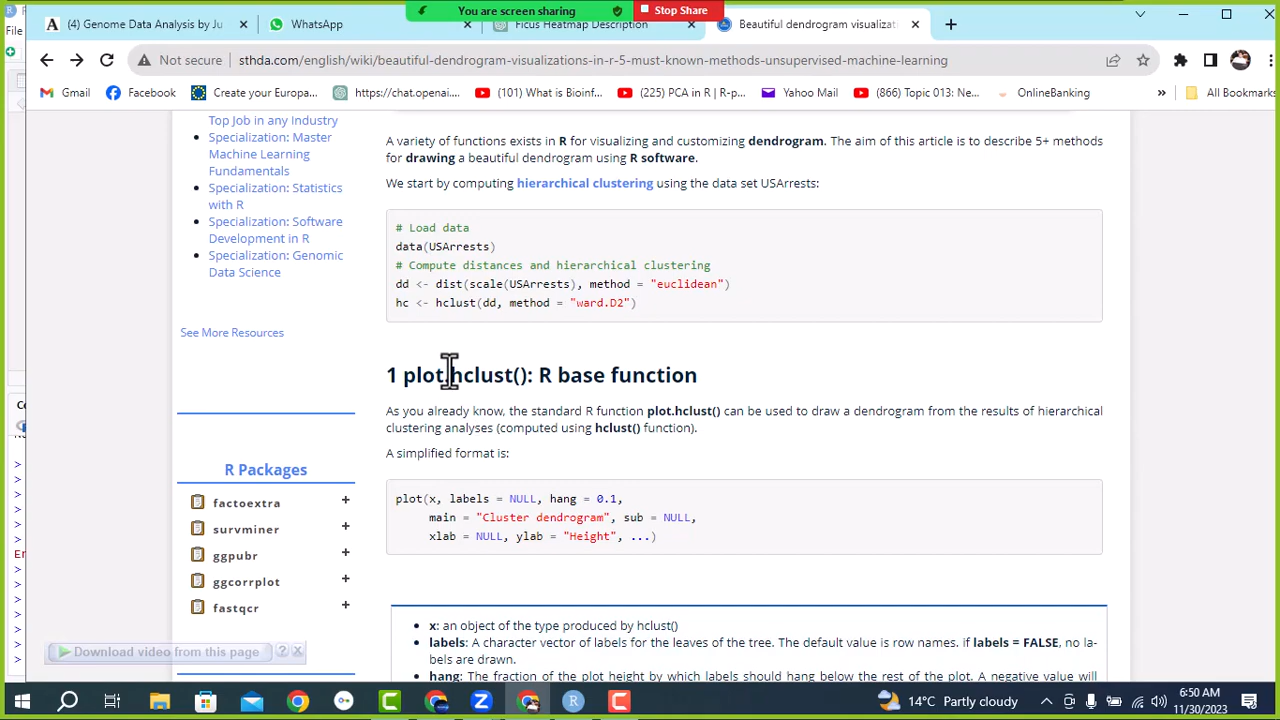 You are screen sharing
Stop Share
(4) Genome Data Analysis by Ju
WhatsApp
Ficus Heatmap Description
Beautiful dendrogram visualizati
Not secure
sthda.com/english/wiki/beautiful-dendrogram-visualizations-in-r-5-must-known-methods-unsupervised-machine-learning
Gmail
Facebook
Create your Europa...
https://chat.openai....
(101) What is Bioinf...
(225) PCA in R | R-p...
Yahoo Mail
(866) Topic 013: Ne...
OnlineBanking
»
All Bookmarks
Top Job in any Industry
Specialization: Master
Machine Learning
Fundamentals
Specialization: Statistics
with R
Specialization: Software
Development in R
Specialization: Genomic
Data Science
See More Resources
R Packages
factoextra +
survminer +
ggpubr +
ggcorrplot +
fastqcr +
A variety of functions exists in R for visualizing and customizing dendrogram. The aim of this article is to describe 5+ methods
for drawing a beautiful dendrogram using R software.
We start by computing hierarchical clustering using the data set USArrests:
# Load data
data(USArrests)
# Compute distances and hierarchical clustering
dd <- dist(scale(USArrests), method = "euclidean")
hc <- hclust(dd, method = "ward.D2")
1 plot.hclust(): R base function
As you already know, the standard R function plot.hclust() can be used to draw a dendrogram from the results of hierarchical
clustering analyses (computed using hclust() function).
A simplified format is:
plot(x, labels = NULL, hang = 0.1,
main = "Cluster dendrogram", sub = NULL,
xlab = NULL, ylab = "Height", ...)
• x: an object of the type produced by hclust()
• labels: A character vector of labels for the leaves of the tree. The default value is row names. if labels = FALSE, no la-
bels are drawn.
• hang: The fraction of the plot height by which labels should hang below the rest of the plot. A negative value will
Download video from this page
14°C Partly cloudy
6:50 AM
11/30/2023